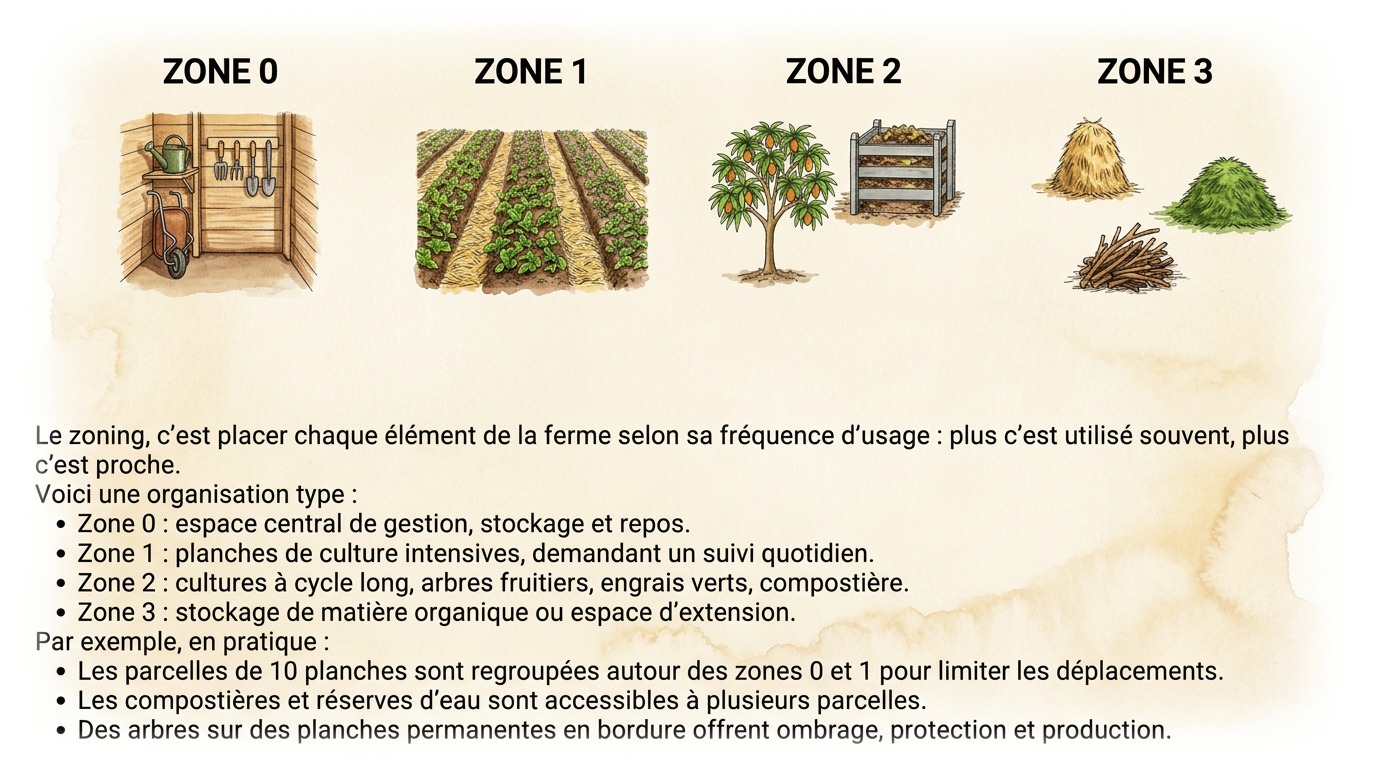 ZONE 0
ZONE 1
ZONE 2
ZONE 3
Le zoning, c’est placer chaque élément de la ferme selon sa fréquence d’usage : plus c’est utilisé souvent, plus
c’est proche.
Voici une organisation type :
• Zone 0 : espace central de gestion, stockage et repos.
• Zone 1 : planches de culture intensives, demandant un suivi quotidien.
• Zone 2 : cultures à cycle long, arbres fruitiers, engrais verts, compostière.
• Zone 3 : stockage de matière organique ou espace d’extension.
Par exemple, en pratique :
• Les parcelles de 10 planches sont regroupées autour des zones 0 et 1 pour limiter les déplacements.
• Les compostières et réserves d’eau sont accessibles à plusieurs parcelles.
• Des arbres sur des planches permanentes en bordure offrent ombrage, protection et production.